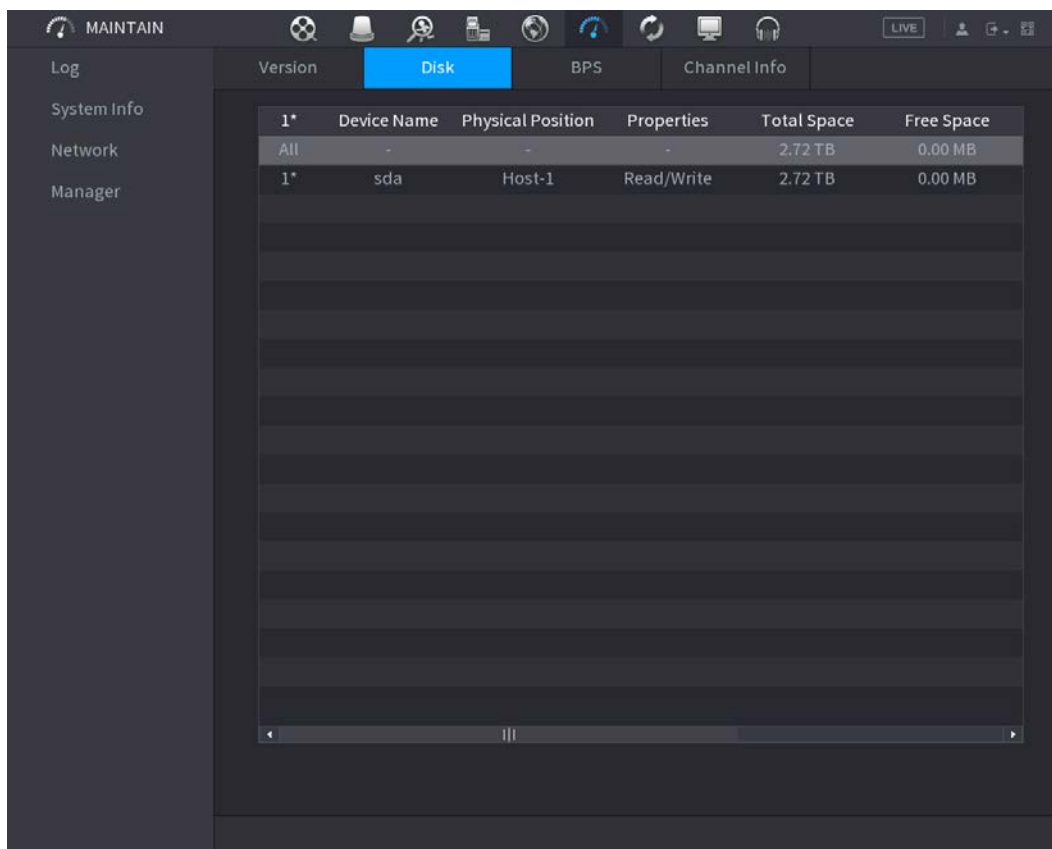 MAINTAIN LIVE
Log
System Info
Network
Manager
Version Disk BPS Channel Info
1* Device Name Physical Position Properties Total Space Free Space
All - - - 2.72 TB 0.00 MB
1* sda Host-1 Read/Write 2.72 TB 0.00 MB